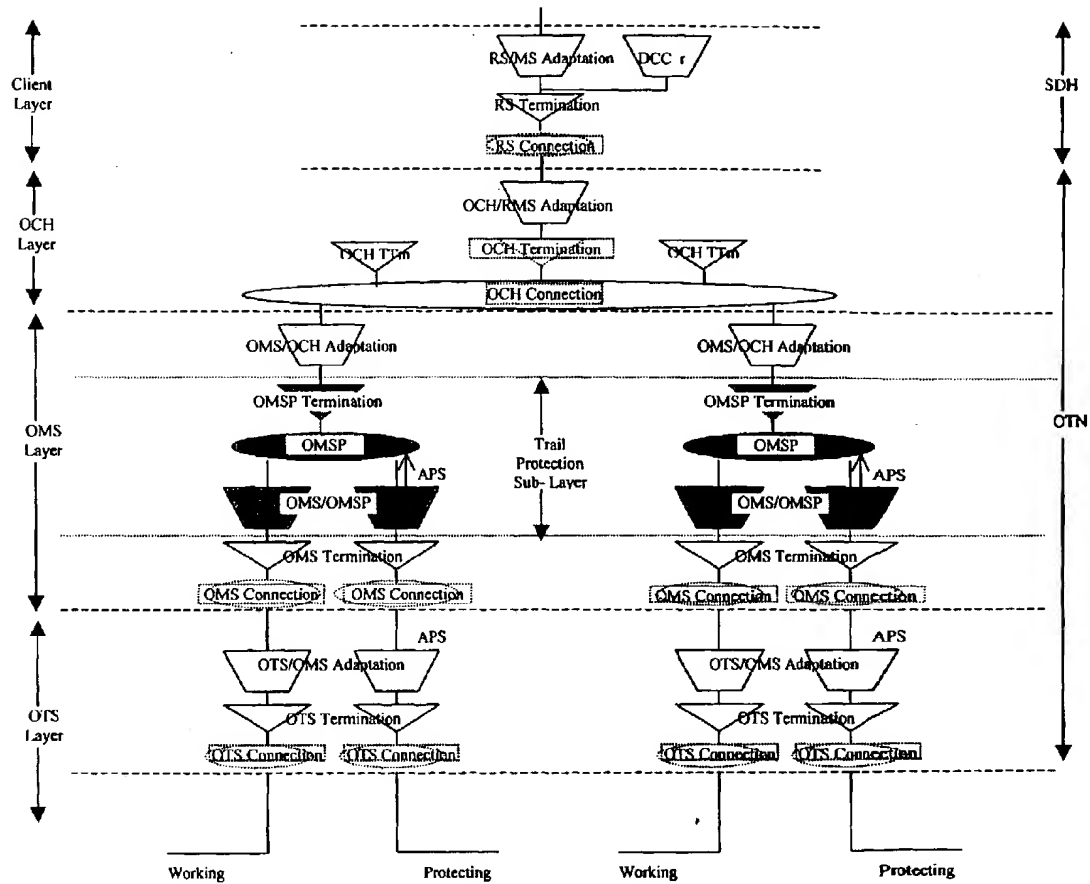 RS/MS Adaptation
DCC r
Client
Layer
SDH
RS Termination
RS Connection
OCH/RMS Adaptation
OCH
Layer
OCH TTm
OCH Termination
OCH TTm
OCH Connection
OMS/OCH Adaptation
OMS/OCH Adaptation
OMSP Termination
OMSP Termination
OMS
Layer
OTN
OMSP
Trail
Protection
Sub- Layer
OMSP
APS
APS
OMS/OMSP
OMS/OMSP
OMS Termination
OMS Termination
OMS Connection
OMS Connection
OMS Connection
OMS Connection
APS
APS
OTS/OMS Adaptation
OTS/OMS Adaptation
OTS
Layer
OTS Termination
OTS Termination
OTS Connection
OTS Connection
OTS Connection
OTS Connection
Working
Protecting
Working
Protecting